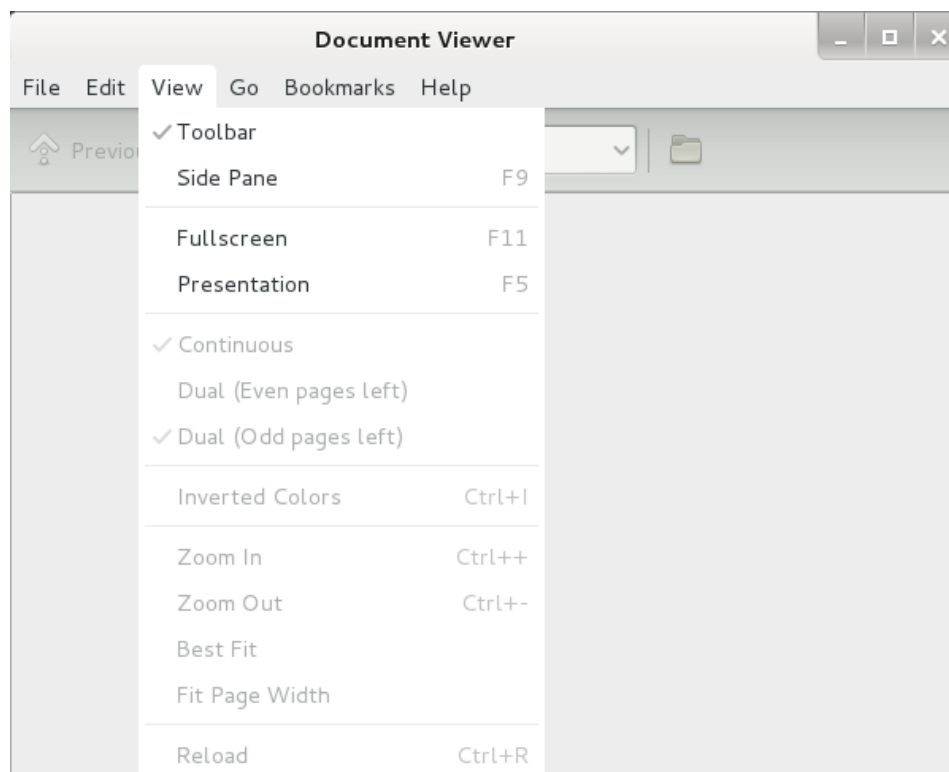 Document Viewer
File Edit View Go Bookmarks Help
Toolbar
Side Pane F9
Fullscreen F11
Presentation F5
Continuous
Dual (Even pages left)
Dual (Odd pages left)
Inverted Colors Ctrl+I
Zoom In Ctrl++
Zoom Out Ctrl+-
Best Fit
Fit Page Width
Reload Ctrl+R